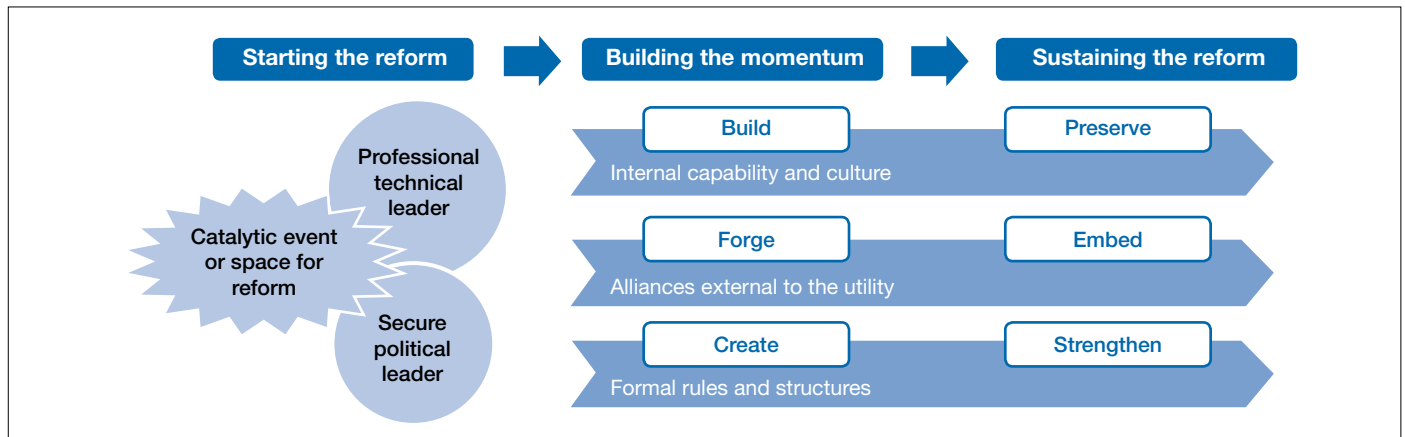 Starting the reform
Building the momentum
Sustaining the reform
Professional
technical
leader
Catalytic event
or space for
reform
Secure
political
leader
Build
Preserve
Internal capability and culture
Forge
Embed
Alliances external to the utility
Create
Strengthen
Formal rules and structures